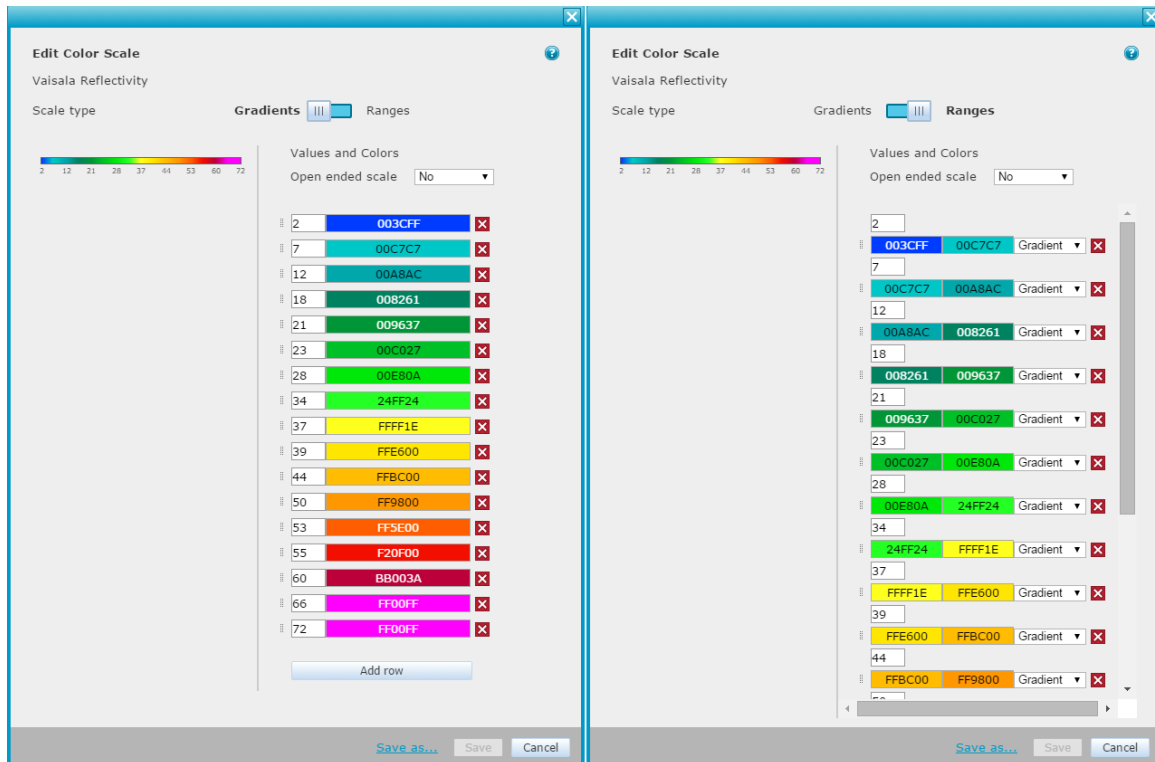 Edit Color Scale
Vaisala Reflectivity
Scale type Gradients Ranges
Values and Colors
Open ended scale No
2 12 21 28 37 44 53 60 72
2 003CFF
7 00C7C7
12 00A8AC
18 008261
21 009637
23 00C027
28 00E80A
34 24FF24
37 FFFF1E
39 FFE600
44 FFBC00
50 FF9800
53 FF5E00
55 F20F00
60 BB003A
66 FF00FF
72 FF00FF
Add row
Save as... Save Cancel
Edit Color Scale
Vaisala Reflectivity
Scale type Gradients Ranges
Values and Colors
Open ended scale No
2 12 21 28 37 44 53 60 72
2
003CFF 00C7C7 Gradient
7
00C7C7 00A8AC Gradient
12
00A8AC 008261 Gradient
18
008261 009637 Gradient
21
009637 00C027 Gradient
23
00C027 00E80A Gradient
28
00E80A 24FF24 Gradient
34
24FF24 FFFF1E Gradient
37
FFFF1E FFE600 Gradient
39
FFE600 FFBC00 Gradient
44
FFBC00 FF9800 Gradient
Save as... Save Cancel